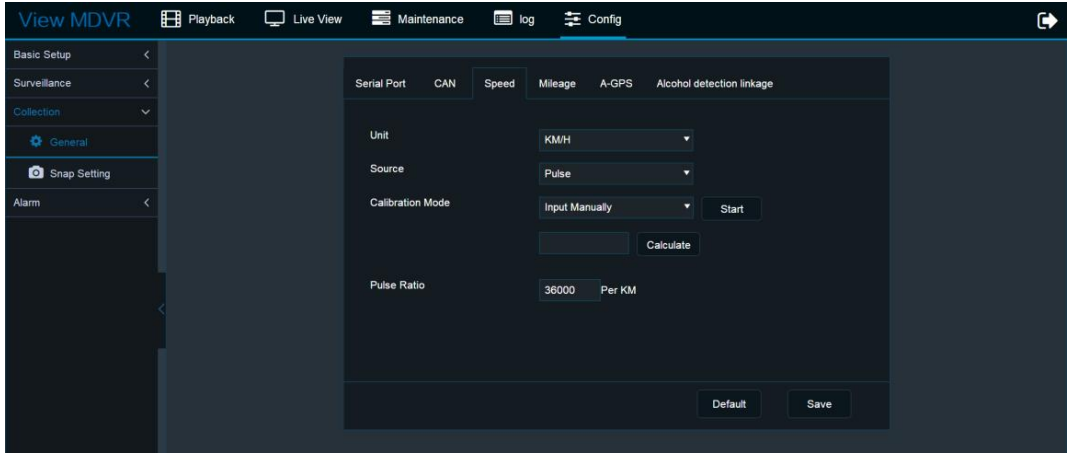 View MDVR Playback Live View Maintenance log Config
Basic Setup
Surveillance
Collection
General
Snap Setting
Alarm
Serial Port CAN Speed Mileage A-GPS Alcohol detection linkage
Unit KM/H
Source Pulse
Calibration Mode Input Manually Start
Calculate
Pulse Ratio 36000 Per KM
Default Save